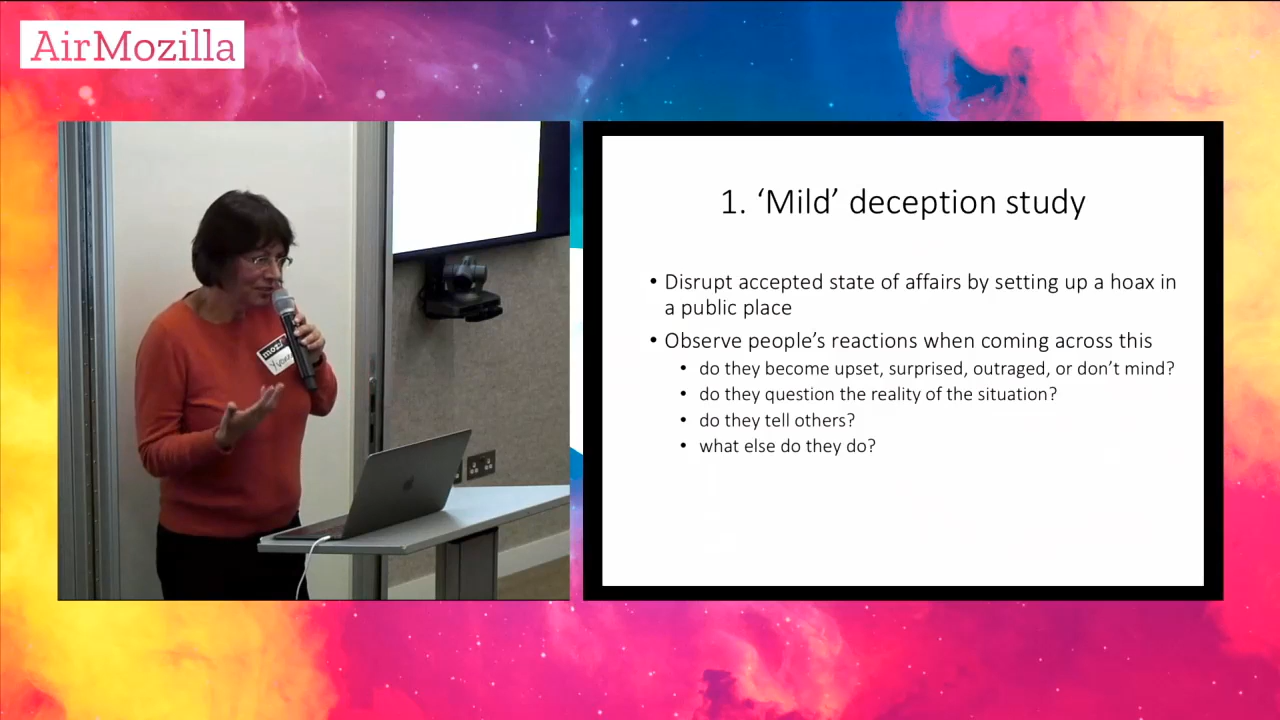 AirMozilla
moz
Yvonne
1. ‘Mild’ deception study
• Disrupt accepted state of affairs by setting up a hoax in
a public place
• Observe people’s reactions when coming across this
• do they become upset, surprised, outraged, or don’t mind?
• do they question the reality of the situation?
• do they tell others?
• what else do they do?